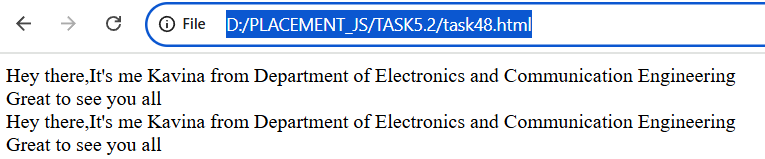 File D:/PLACEMENT_JS/TASK5.2/task48.html
Hey there,It's me Kavina from Department of Electronics and Communication Engineering
Great to see you all
Hey there,It's me Kavina from Department of Electronics and Communication Engineering
Great to see you all